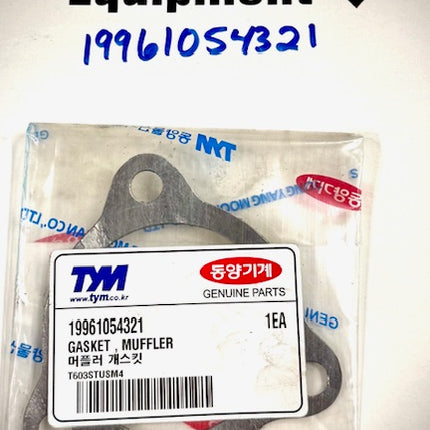 Equipment
19961054321
TYM
www.tym.co.kr
동양기계
GENUINE PARTS
19961054321
1EA
GASKET , MUFFLER
머플러 개스킷
T603STUSM4